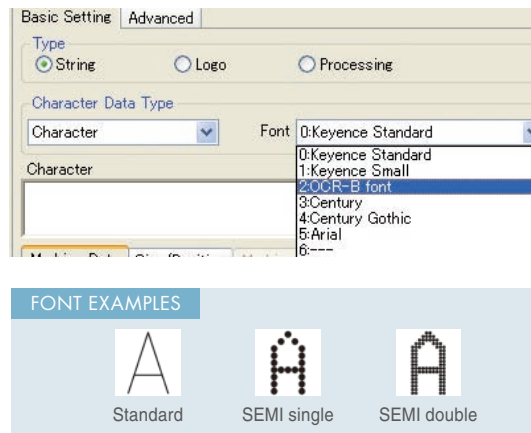 Basic Setting Advanced
Type
String Logo Processing
Character Data Type
Character Font 0:Keyence Standard
0:Keyence Standard
Character
1:Keyence Small
2:OCR-B font
3:Century
4:Century Gothic
5:Arial
6:---
FONT EXAMPLES
A A A
Standard SEMI single SEMI double